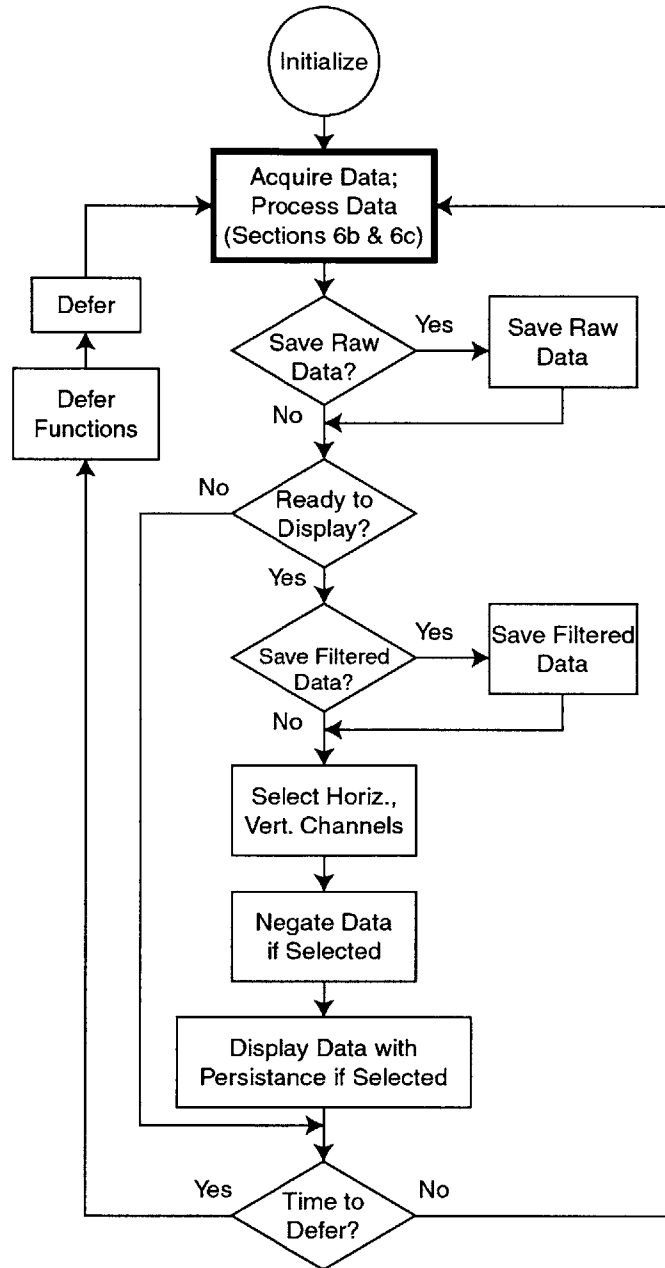 Initialize
Acquire Data;
Process Data
(Sections 6b & 6c)
Defer
Defer
Functions
Save Raw
Data?
Yes
Save Raw
Data
No
Ready to
Display?
No
Yes
Save Filtered
Data?
Yes
Save Filtered
Data
No
Select Horiz.,
Vert. Channels
Negate Data
if Selected
Display Data with
Persistance if Selected
Yes
Time to
Defer?
No